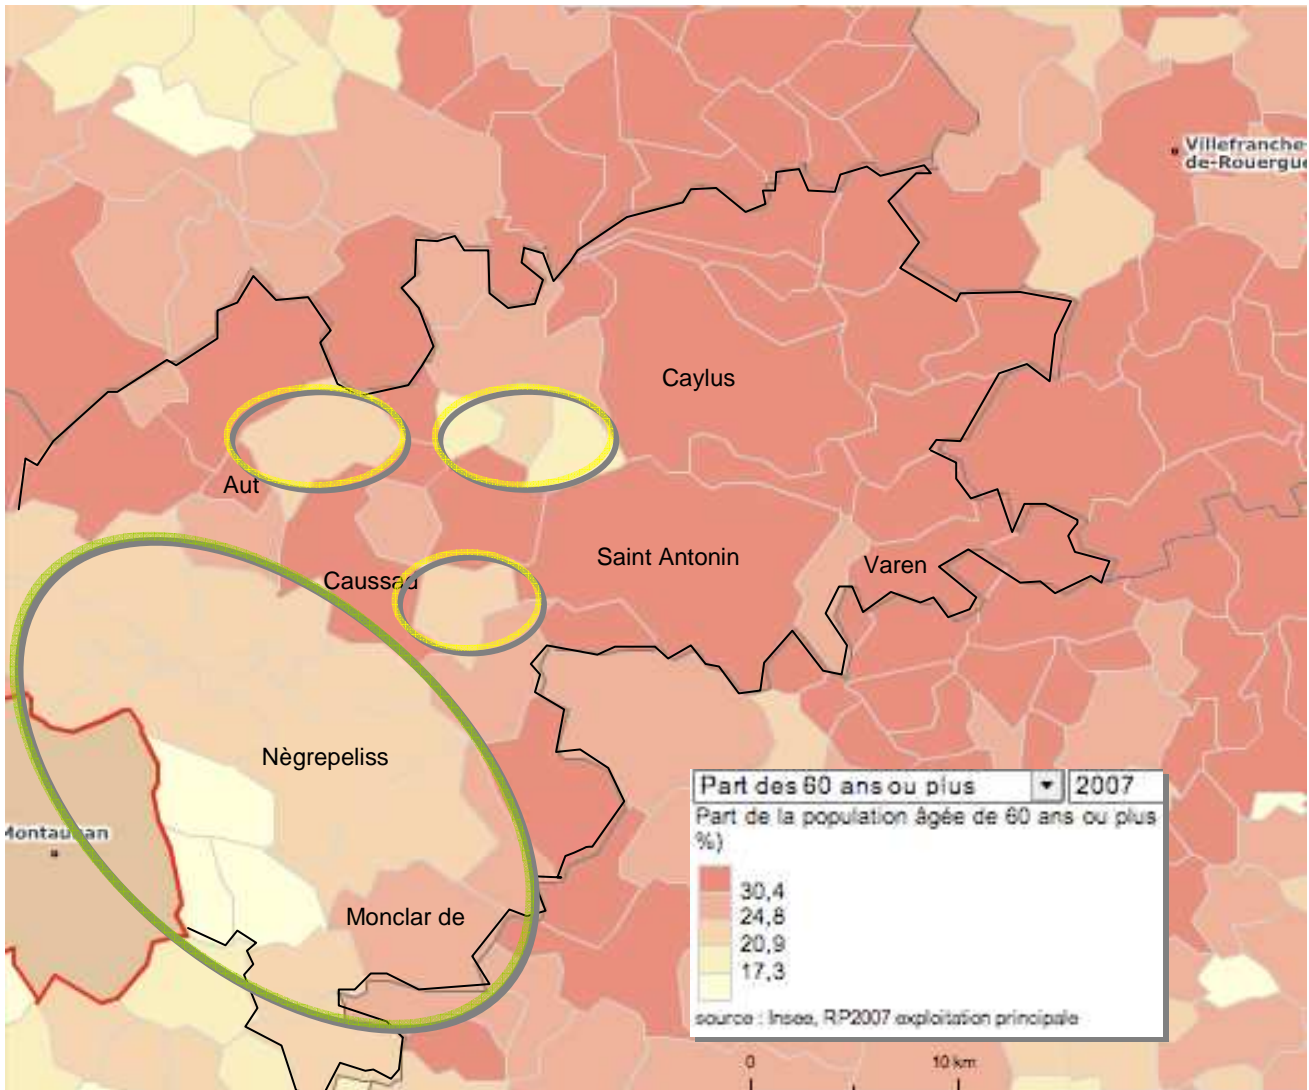 Villefranche-
de-Rouergue
Caylus
Aut
Saint Antonin
Varen
Caussad
Nègrepeliss
Montauban
Monclar de
Part des 60 ans ou plus 2007
Part de la population âgée de 60 ans ou plus
%)
30,4
24,8
20,9
17,3
source : Insee, RP2007 exploitation principale
0 10 km